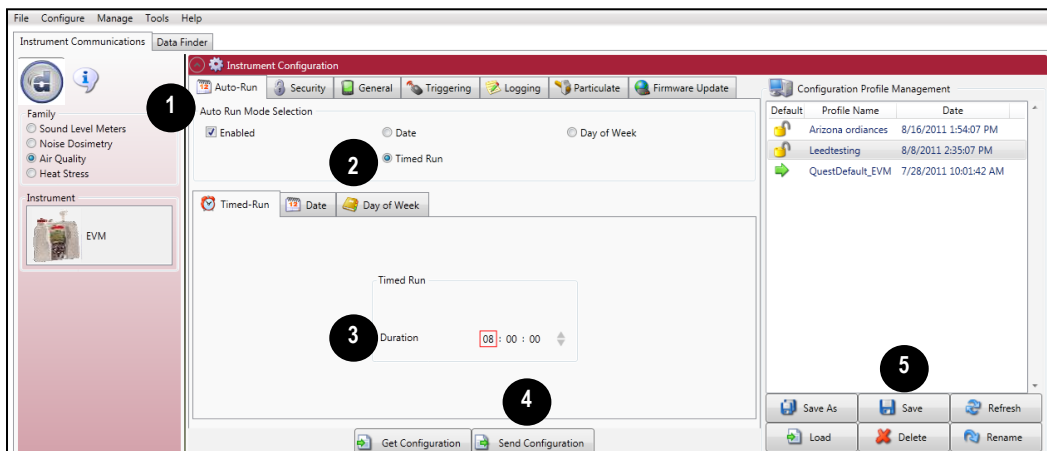 File Configure Manage Tools Help
Instrument Communications Data Finder
Instrument Configuration
1
Auto-Run Security General Triggering Logging Particulate Firmware Update
Auto Run Mode Selection
Enabled Date Day of Week
2 Timed Run
Family
Sound Level Meters
Noise Dosimetry
Air Quality
Heat Stress
Instrument
EVM
Timed-Run Date Day of Week
Timed Run
3 Duration 08 : 00 : 00
4
Get Configuration Send Configuration
Configuration Profile Management
Default Profile Name Date
Arizona ordiances 8/16/2011 1:54:07 PM
Leedtesting 8/8/2011 2:35:07 PM
QuestDefault_EVM 7/28/2011 10:01:42 AM
5
Save As Save Refresh
Load Delete Rename